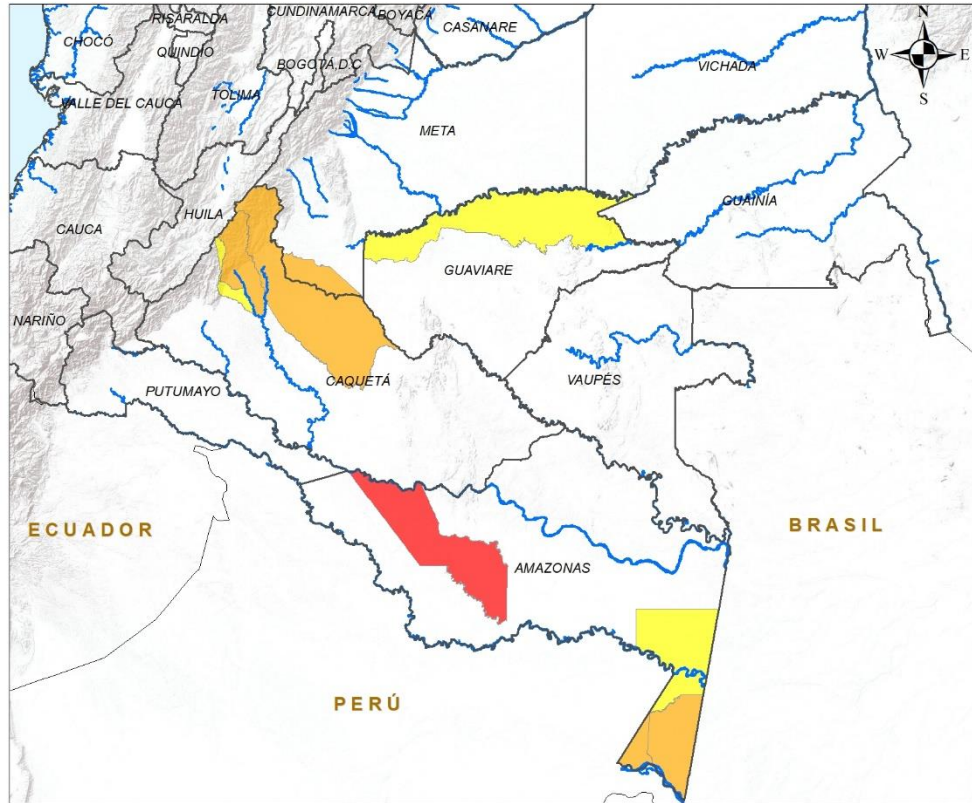 RISARALDA
CUNDINAMARCA
BOYACÁ
N
CHOCÓ
CASANARE
QUINDIO
BOGOTÁ D.C
W
E
VICHADA
S
VALLE DEL CAUCA
TOLIMA
META
GUAINÍA
HUILA
CAUCA
GUAVIARE
NARIÑO
CAQUETÁ
VAUPÉS
PUTUMAYO
ECUADOR
BRASIL
AMAZONAS
PERÚ